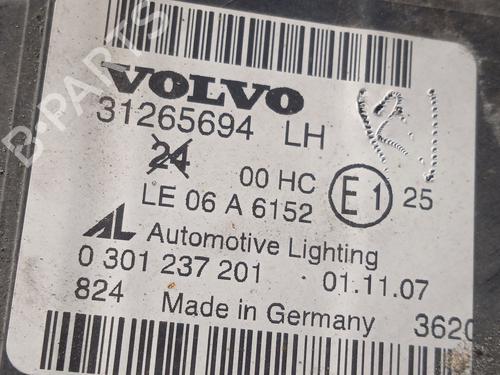 VOLVO
31265694 LH
24
00 HC E1 25
LE 06 A 6152
AL Automotive Lighting
0 301 237 201 01.11.07
824 Made in Germany 3620
B-PARTS